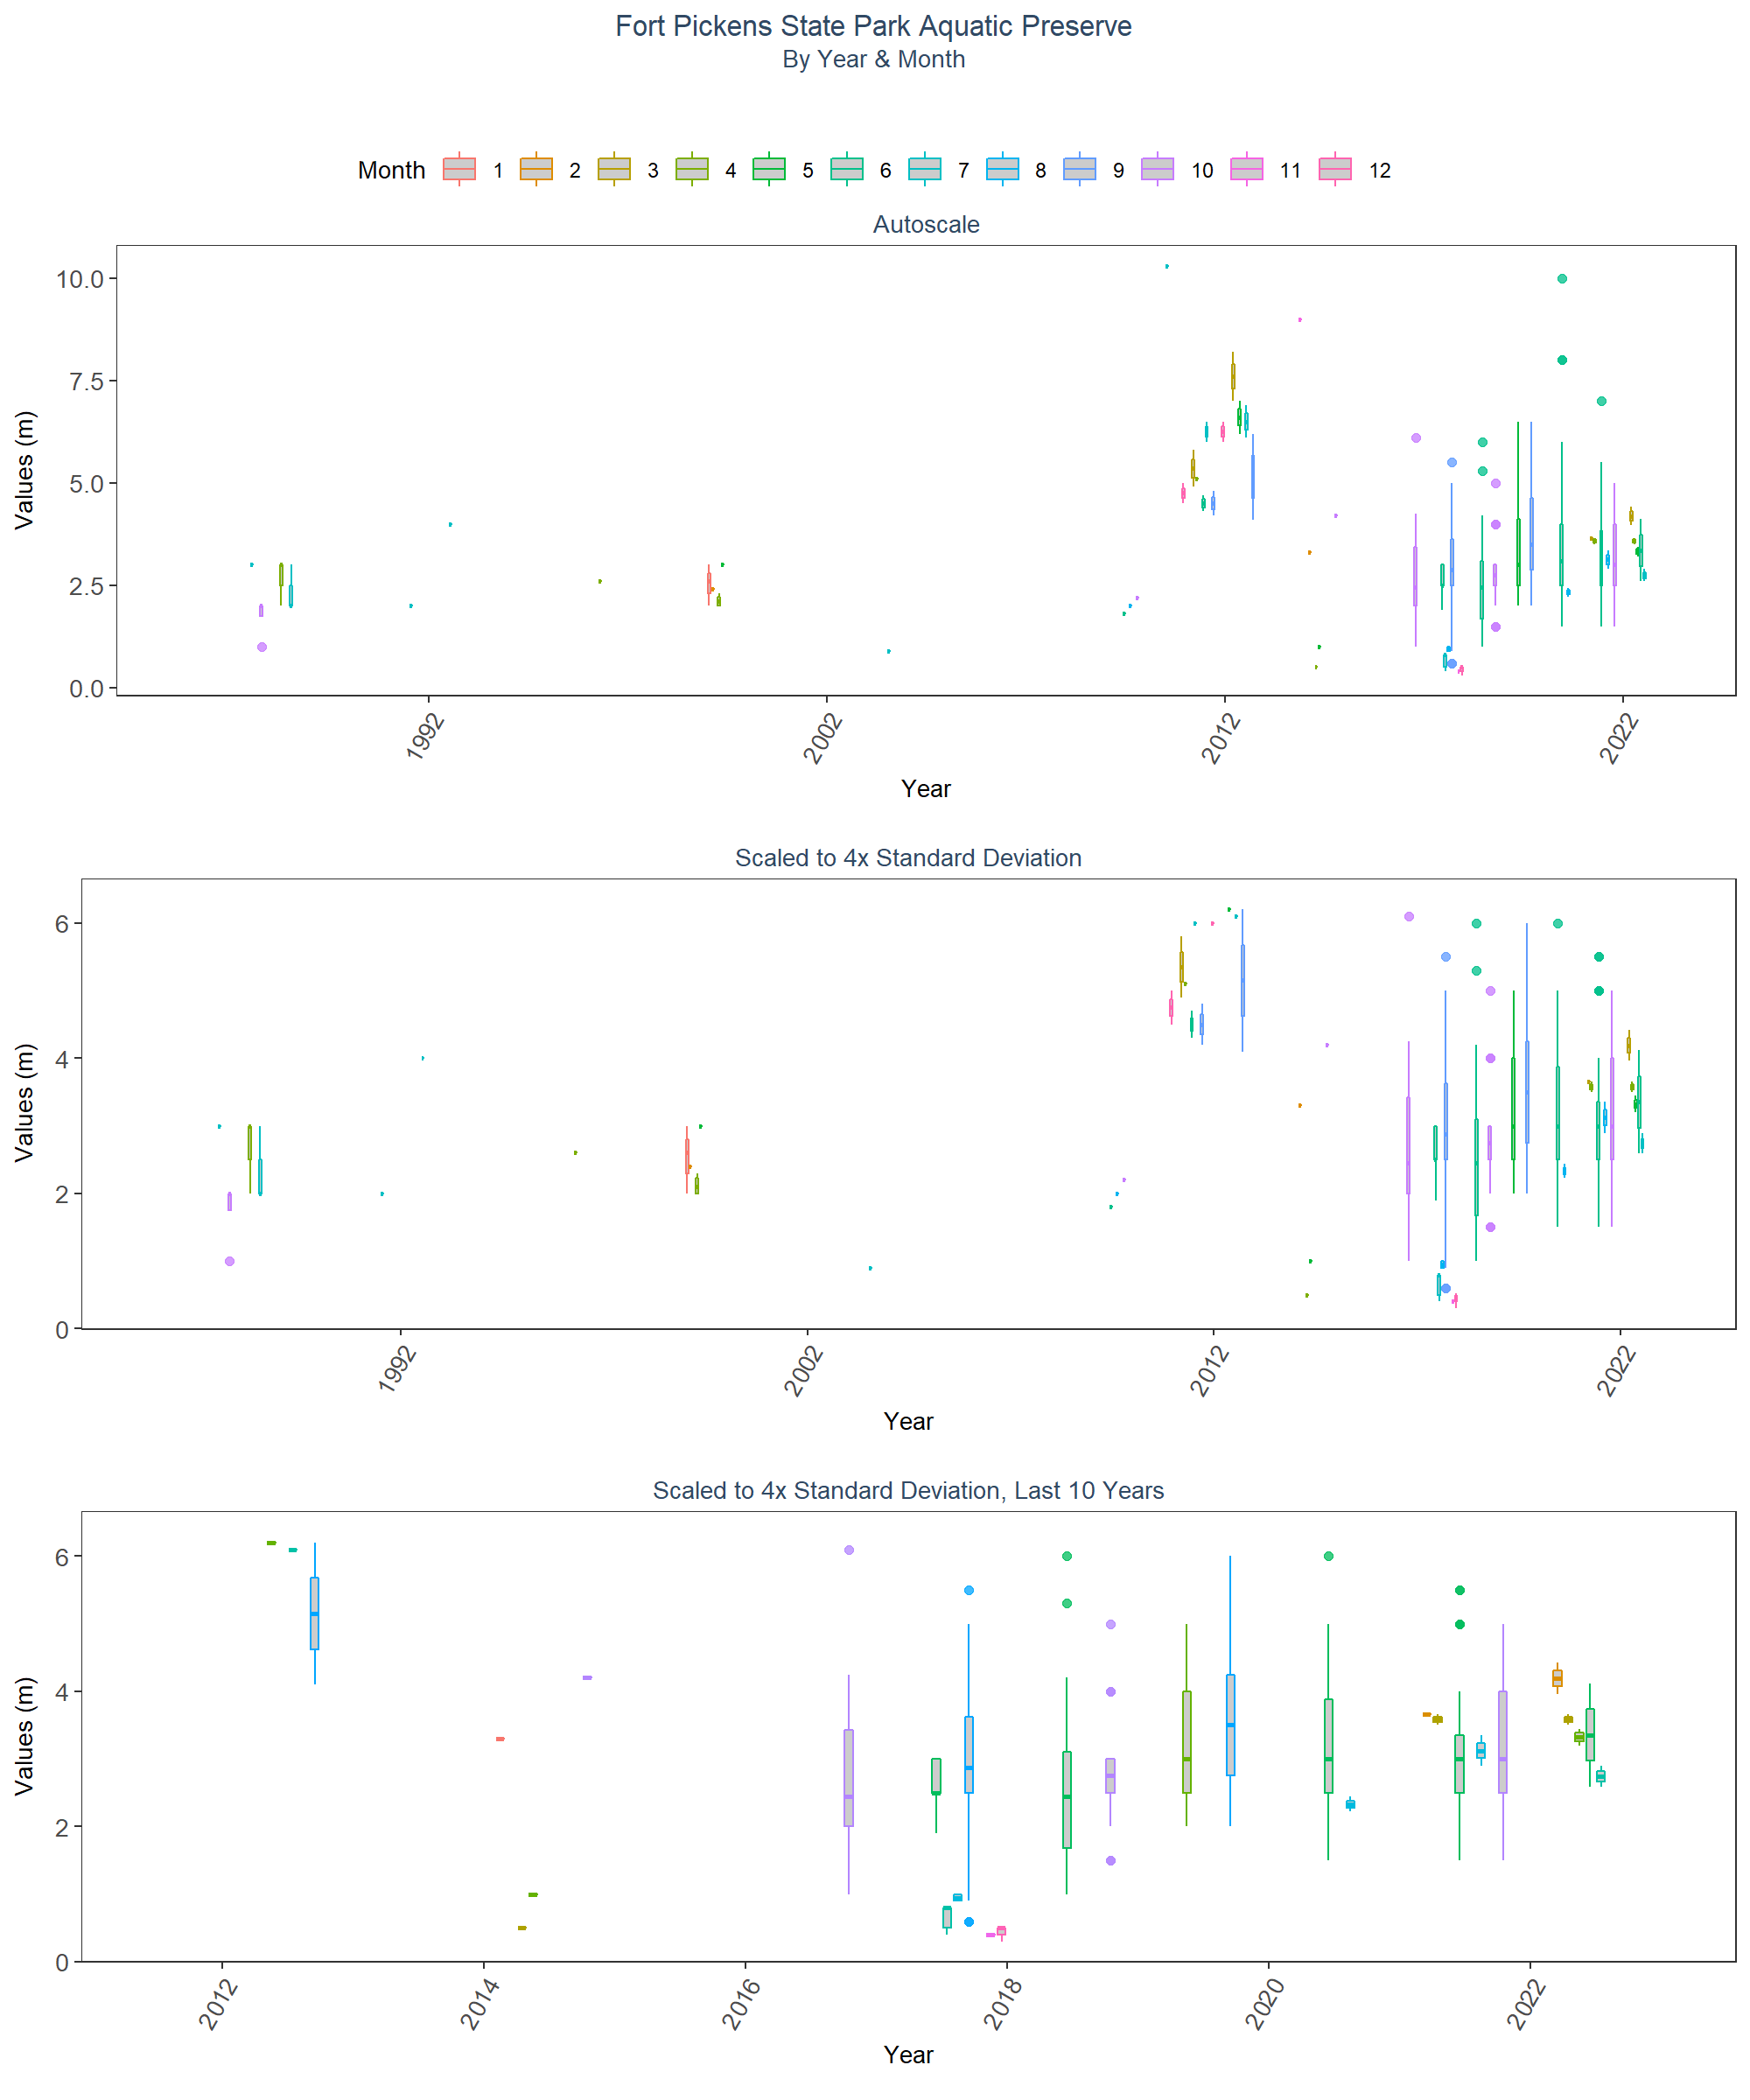 Fort Pickens State Park Aquatic Preserve
By Year & Month
Month 1 2 3 4 5 6 7 8 9 10 11 12
Autoscale
Values (m)
10.0
7.5
5.0
2.5
0.0
1992 2002 2012 2022
Year
Scaled to 4x Standard Deviation
Values (m)
6
4
2
0
1992 2002 2012 2022
Year
Scaled to 4x Standard Deviation, Last 10 Years
Values (m)
6
4
2
0
2012 2014 2016 2018 2020 2022
Year